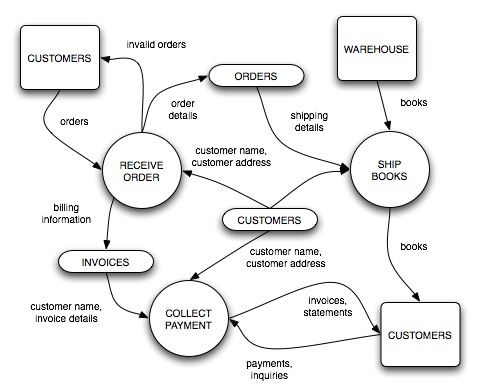 invalid orders
CUSTOMERS
WAREHOUSE
ORDERS
order
details
books
orders
shipping
details
customer name,
customer address
RECEIVE
ORDER
SHIP
BOOKS
billing
information
CUSTOMERS
books
customer name,
customer address
INVOICES
customer name,
invoice details
COLLECT
PAYMENT
invoices,
statements
CUSTOMERS
payments,
inquiries